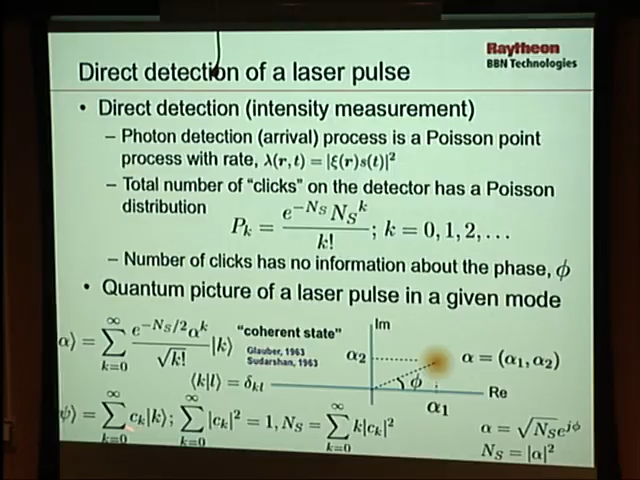 Raytheon
BBN Technologies
Direct detection of a laser pulse
• Direct detection (intensity measurement)
– Photon detection (arrival) process is a Poisson point
process with rate, λ(r,t) = |ξ(r)s(t)|²
– Total number of "clicks" on the detector has a Poisson
distribution
P_k = e^{-N_S} N_S^k / k! ; k = 0, 1, 2, …
– Number of clicks has no information about the phase, ϕ
• Quantum picture of a laser pulse in a given mode
α⟩ = ∑_{k=0}^{∞} e^{-N_S/2} α^k / √k! |k⟩
"coherent state"
Glauber, 1963
Sudarshan, 1963
⟨k|l⟩ = δ_{kl}
ψ⟩ = ∑_{k=0}^{∞} c_k|k⟩; ∑_{k=0}^{∞} |c_k|² = 1, N_S = ∑_{k=0}^{∞} k|c_k|²
Im
α₂
α = (α₁, α₂)
ϕ
Re
α₁
α = √N_S e^{jϕ}
N_S = |α|²